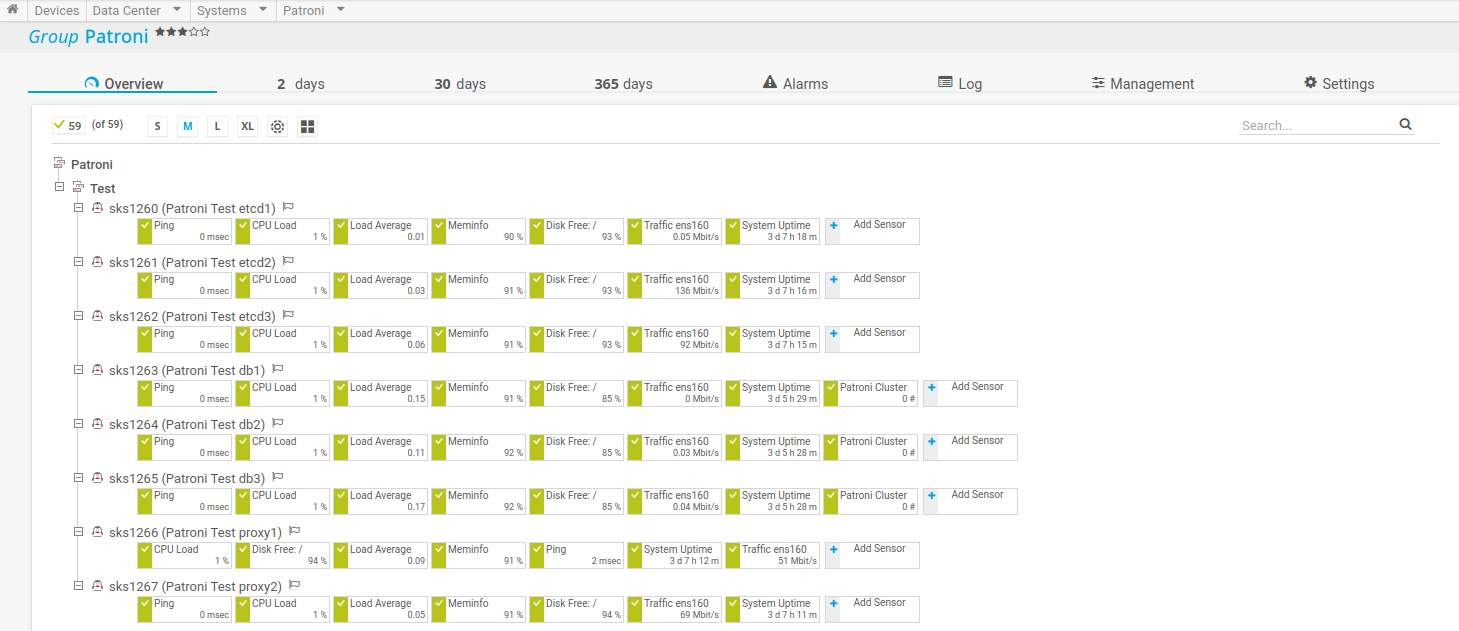 Devices Data Center Systems Patroni
Group Patroni
Overview 2 days 30 days 365 days Alarms Log Management Settings
59 (of 59) S M L XL Search...
Patroni
Test
sks1260 (Patroni Test etcd1)
Ping CPU Load Load Average Meminfo Disk Free: / Traffic ens160 System Uptime + Add Sensor
0 msec 1 % 0.01 90 % 93 % 0.05 Mbit/s 3 d 7 h 18 m
sks1261 (Patroni Test etcd2)
Ping CPU Load Load Average Meminfo Disk Free: / Traffic ens160 System Uptime + Add Sensor
0 msec 1 % 0.03 91 % 93 % 136 Mbit/s 3 d 7 h 16 m
sks1262 (Patroni Test etcd3)
Ping CPU Load Load Average Meminfo Disk Free: / Traffic ens160 System Uptime + Add Sensor
0 msec 1 % 0.06 91 % 93 % 92 Mbit/s 3 d 7 h 15 m
sks1263 (Patroni Test db1)
Ping CPU Load Load Average Meminfo Disk Free: / Traffic ens160 System Uptime Patroni Cluster + Add Sensor
0 msec 1 % 0.15 91 % 85 % 0 Mbit/s 3 d 5 h 29 m 0 #
sks1264 (Patroni Test db2)
Ping CPU Load Load Average Meminfo Disk Free: / Traffic ens160 System Uptime Patroni Cluster + Add Sensor
0 msec 1 % 0.11 92 % 85 % 0.03 Mbit/s 3 d 5 h 28 m 0 #
sks1265 (Patroni Test db3)
Ping CPU Load Load Average Meminfo Disk Free: / Traffic ens160 System Uptime Patroni Cluster + Add Sensor
0 msec 1 % 0.17 92 % 85 % 0.04 Mbit/s 3 d 5 h 28 m 0 #
sks1266 (Patroni Test proxy1)
CPU Load Disk Free: / Load Average Meminfo Ping System Uptime Traffic ens160 + Add Sensor
1 % 94 % 0.09 91 % 2 msec 3 d 7 h 12 m 51 Mbit/s
sks1267 (Patroni Test proxy2)
Ping CPU Load Load Average Meminfo Disk Free: / Traffic ens160 System Uptime + Add Sensor
0 msec 1 % 0.05 91 % 94 % 69 Mbit/s 3 d 7 h 11 m